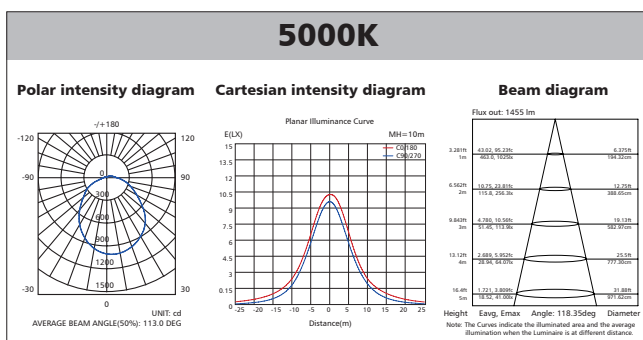 5000K
Polar intensity diagram
Cartesian intensity diagram
Beam diagram
-/+180
-120
120
-90
90
-30
30
0
0
300
600
900
1200
1500
UNIT: cd
AVERAGE BEAM ANGLE(50%): 113.0 DEG
Planar Illuminance Curve
E(LX)
MH=10m
C0/180
C90/270
15
13.5
12
10.5
9
7.5
6
4.5
3
0.15
0
-25 -20 -15 -10 -5 0 5 10 15 20 25
Distance(m)
Flux out: 1455 lm
3.281ft 43.02, 95.23fc 6.375ft
1m 463.0, 1025lx 194.32cm
6.562ft 10.75, 23.81fc 12.75ft
2m 115.8, 256.3lx 388.65cm
9.843ft 4.780, 10.58fc 19.13ft
3m 51.45, 113.9lx 582.97cm
13.12ft 2.689, 5.952fc 25.5ft
4m 28.94, 64.07lx 777.30cm
16.4ft 1.721, 3.809fc 31.88ft
5m 18.52, 41.00lx 971.62cm
Height Eavg, Emax Angle: 118.35deg Diameter
Note: The Curves indicate the illuminated area and the average
illumination when the Luminaire is at different distance.